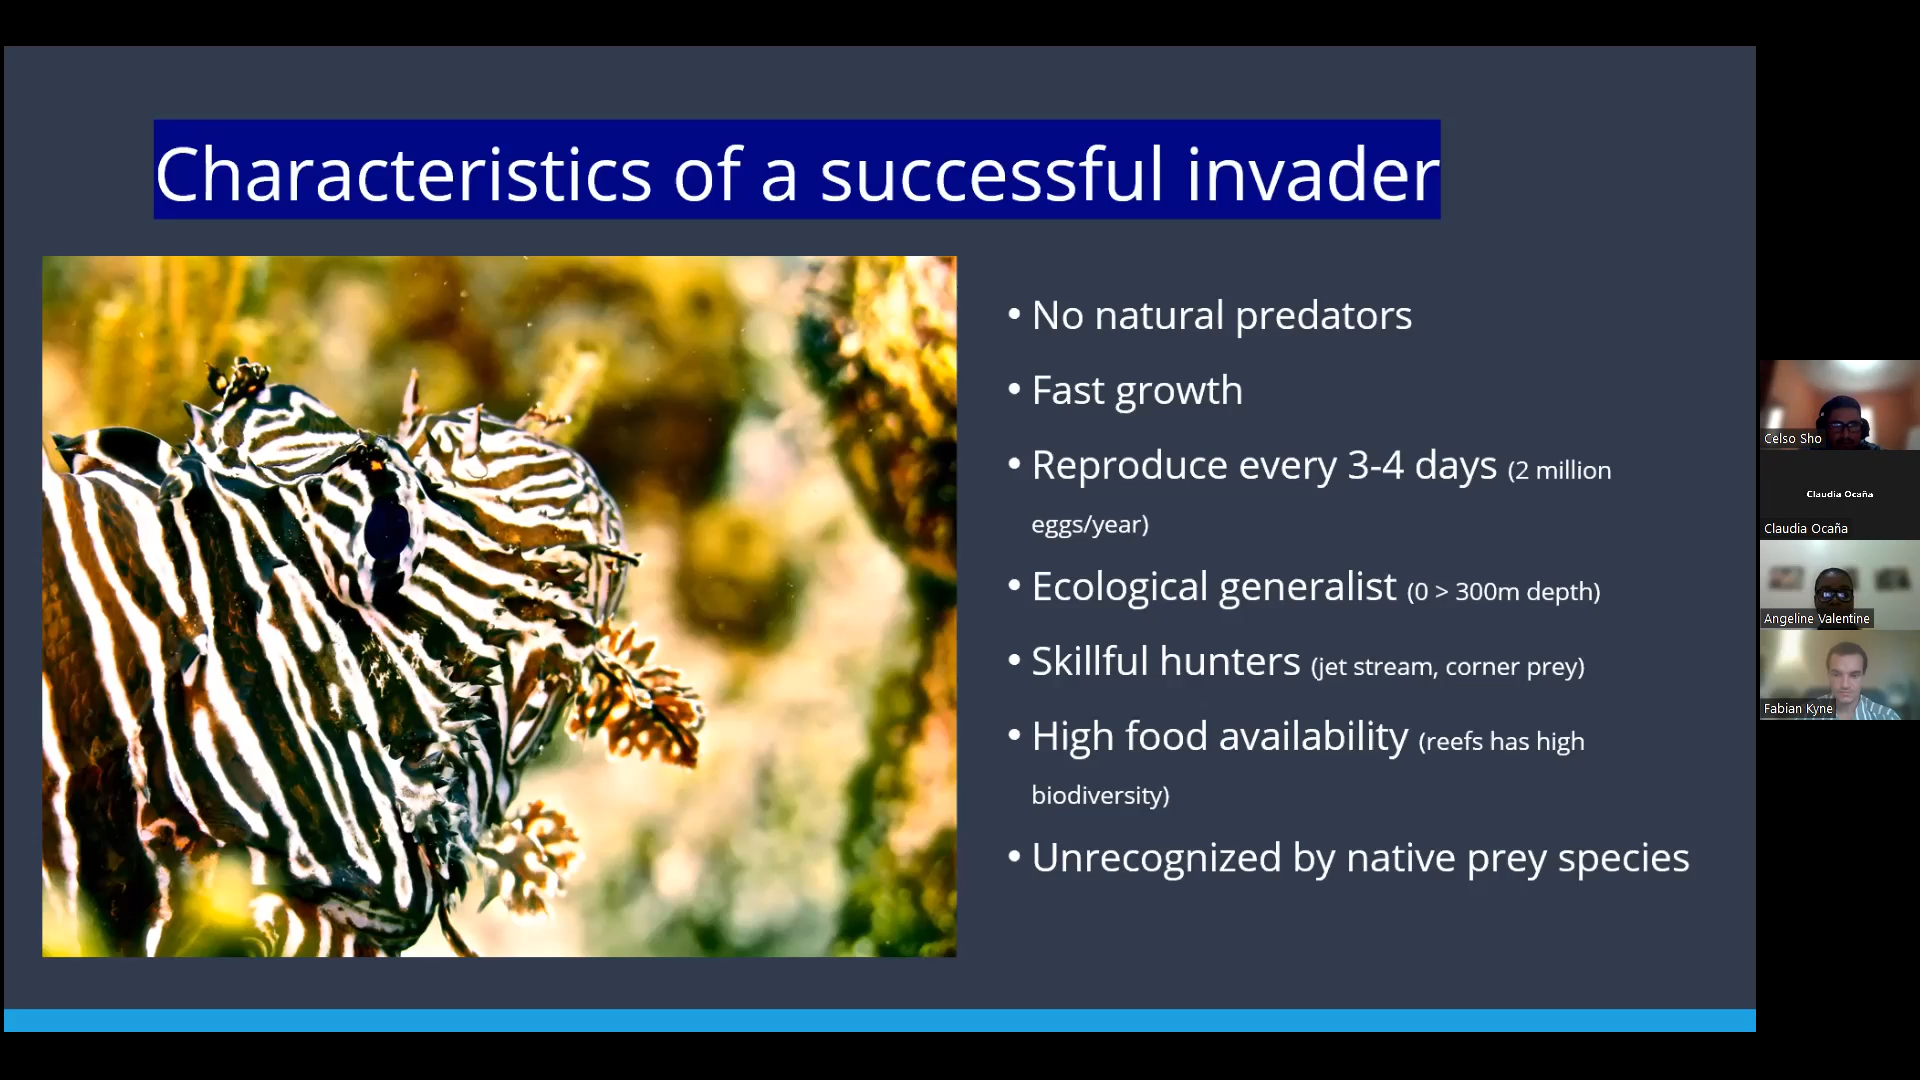 Characteristics of a successful invader
• No natural predators
• Fast growth
• Reproduce every 3-4 days (2 million
eggs/year)
• Ecological generalist (0 > 300m depth)
• Skillful hunters (jet stream, corner prey)
• High food availability (reefs has high
biodiversity)
• Unrecognized by native prey species
Celso Sho
Claudia Ocaña
Claudia Ocaña
Angeline Valentine
Fabian Kyne